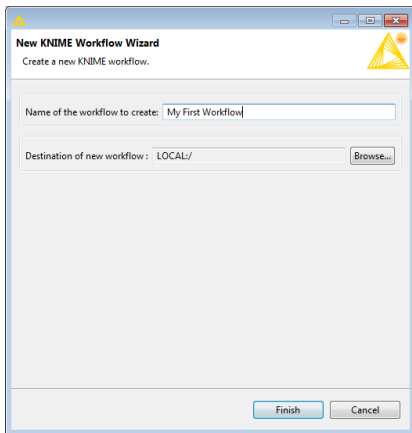 New KNIME Workflow Wizard
Create a new KNIME workflow.
Name of the workflow to create: My First Workflow
Destination of new workflow : LOCAL:/ Browse...
Finish Cancel